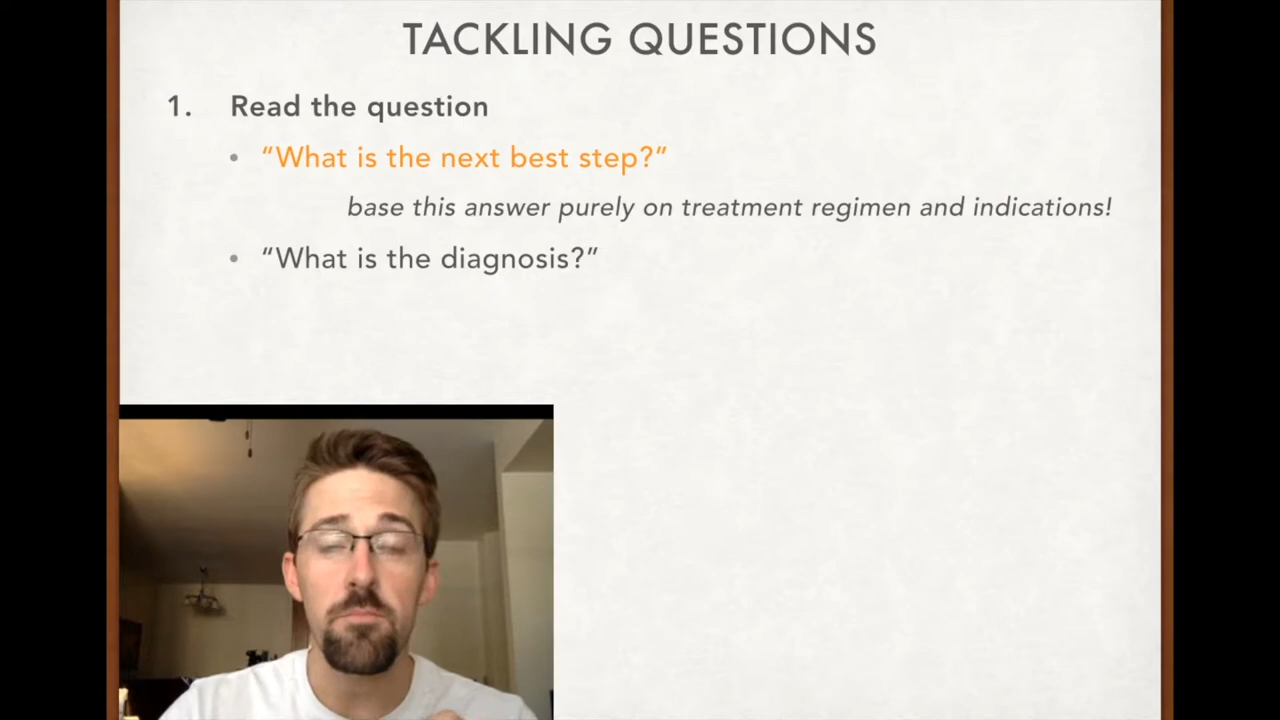 TACKLING QUESTIONS
1. Read the question
• “What is the next best step?”
base this answer purely on treatment regimen and indications!
• “What is the diagnosis?”